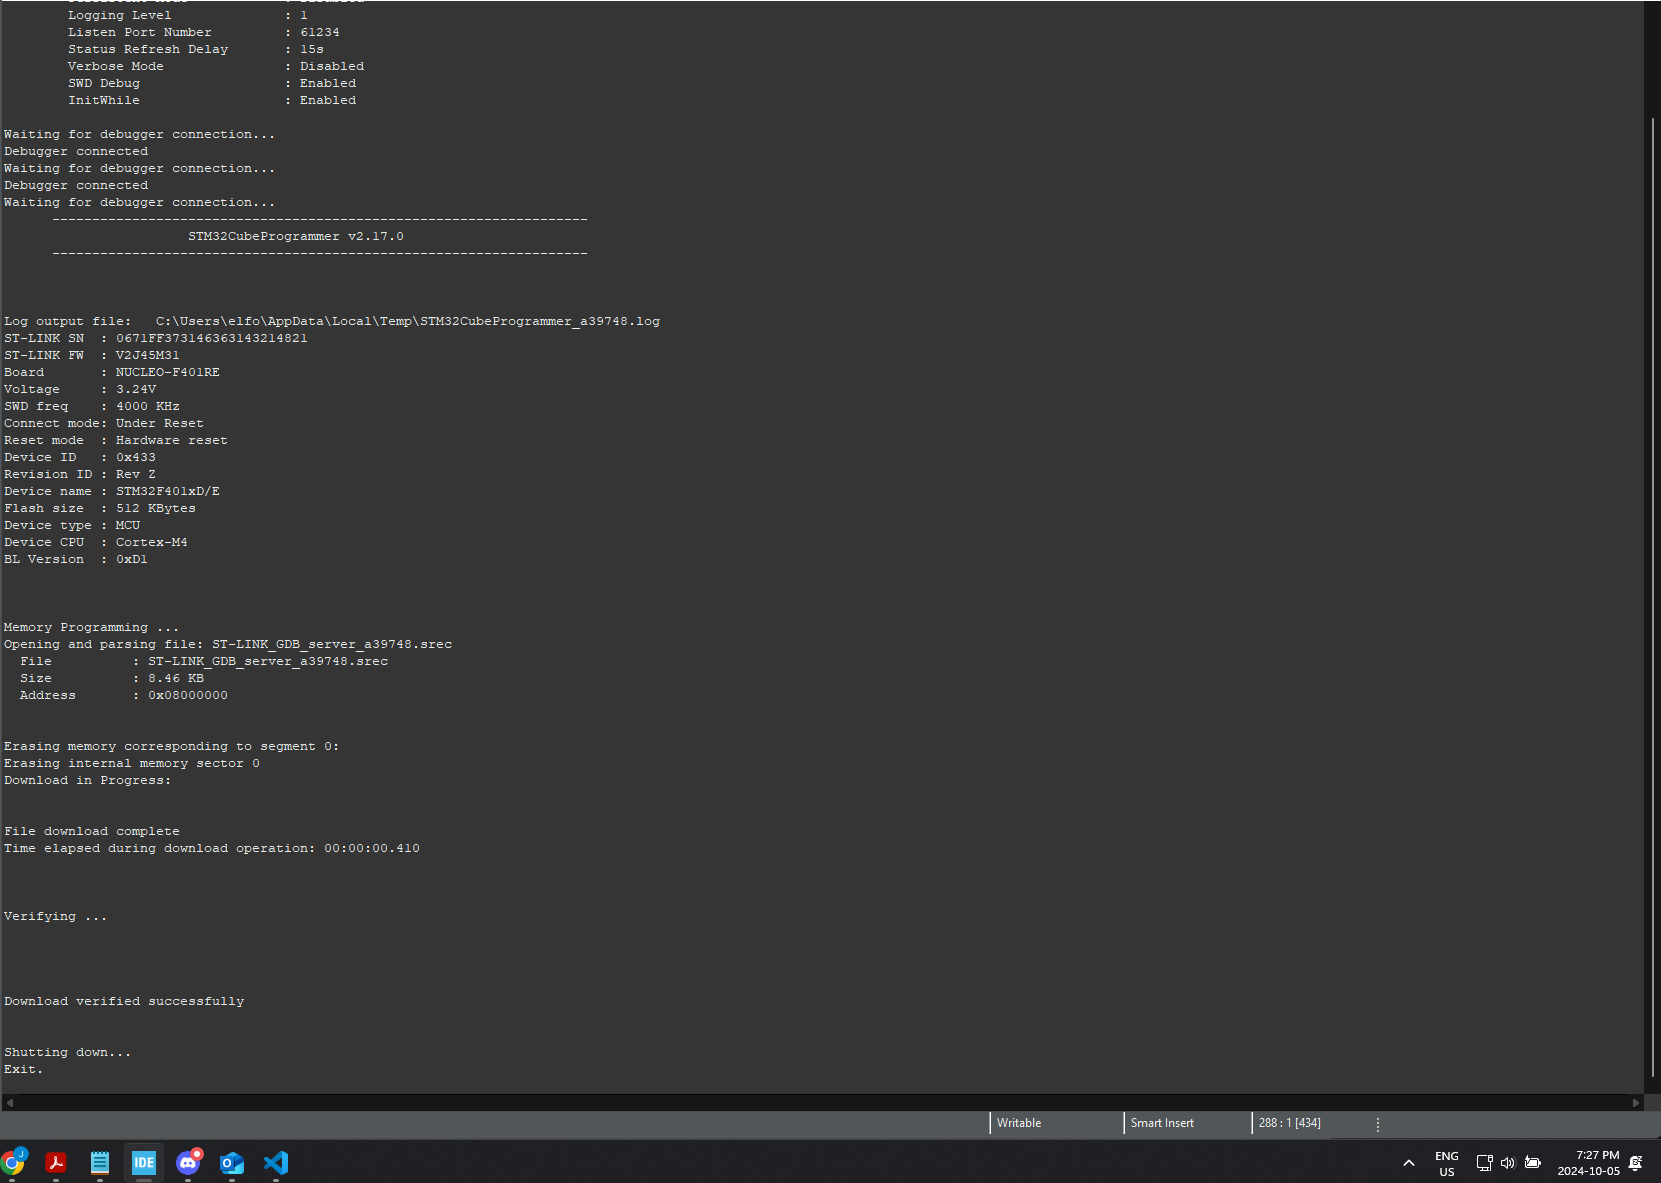 Logging Level : 1
Listen Port Number : 61234
Status Refresh Delay : 15s
Verbose Mode : Disabled
SWD Debug : Enabled
InitWhile : Enabled
Waiting for debugger connection...
Debugger connected
Waiting for debugger connection...
Debugger connected
Waiting for debugger connection...
-------------------------------------------------------------------
STM32CubeProgrammer v2.17.0
-------------------------------------------------------------------
Log output file: C:\Users\elfo\AppData\Local\Temp\STM32CubeProgrammer_a39748.log
ST-LINK SN : 0671FF373146363143214821
ST-LINK FW : V2J45M31
Board : NUCLEO-F401RE
Voltage : 3.24V
SWD freq : 4000 KHz
Connect mode: Under Reset
Reset mode : Hardware reset
Device ID : 0x433
Revision ID : Rev Z
Device name : STM32F401xD/E
Flash size : 512 KBytes
Device type : MCU
Device CPU : Cortex-M4
BL Version : 0xD1
Memory Programming ...
Opening and parsing file: ST-LINK_GDB_server_a39748.srec
File : ST-LINK_GDB_server_a39748.srec
Size : 8.46 KB
Address : 0x08000000
Erasing memory corresponding to segment 0:
Erasing internal memory sector 0
Download in Progress:
File download complete
Time elapsed during download operation: 00:00:00.410
Verifying ...
Download verified successfully
Shutting down...
Exit.
Writable
Smart Insert
288 : 1 [434]
J
IDE
ENG
US
7:27 PM
2024-10-05